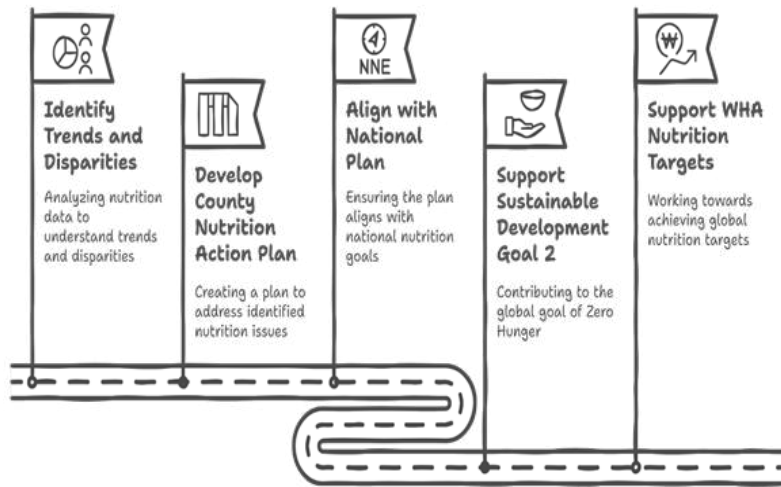 Identify
Trends and
Disparities
Analyzing nutrition
data to
understand trends
and disparities
Develop
County
Nutrition
Action Plan
Creating a plan to
address identified
nutrition issues
NNE
Align with
National
Plan
Ensuring the plan
aligns with
national nutrition
goals
Support
Sustainable
Development
Goal 2
Contributing to the
global goal of Zero
Hunger
₩
Support WHA
Nutrition
Targets
Working towards
achieving global
nutrition targets